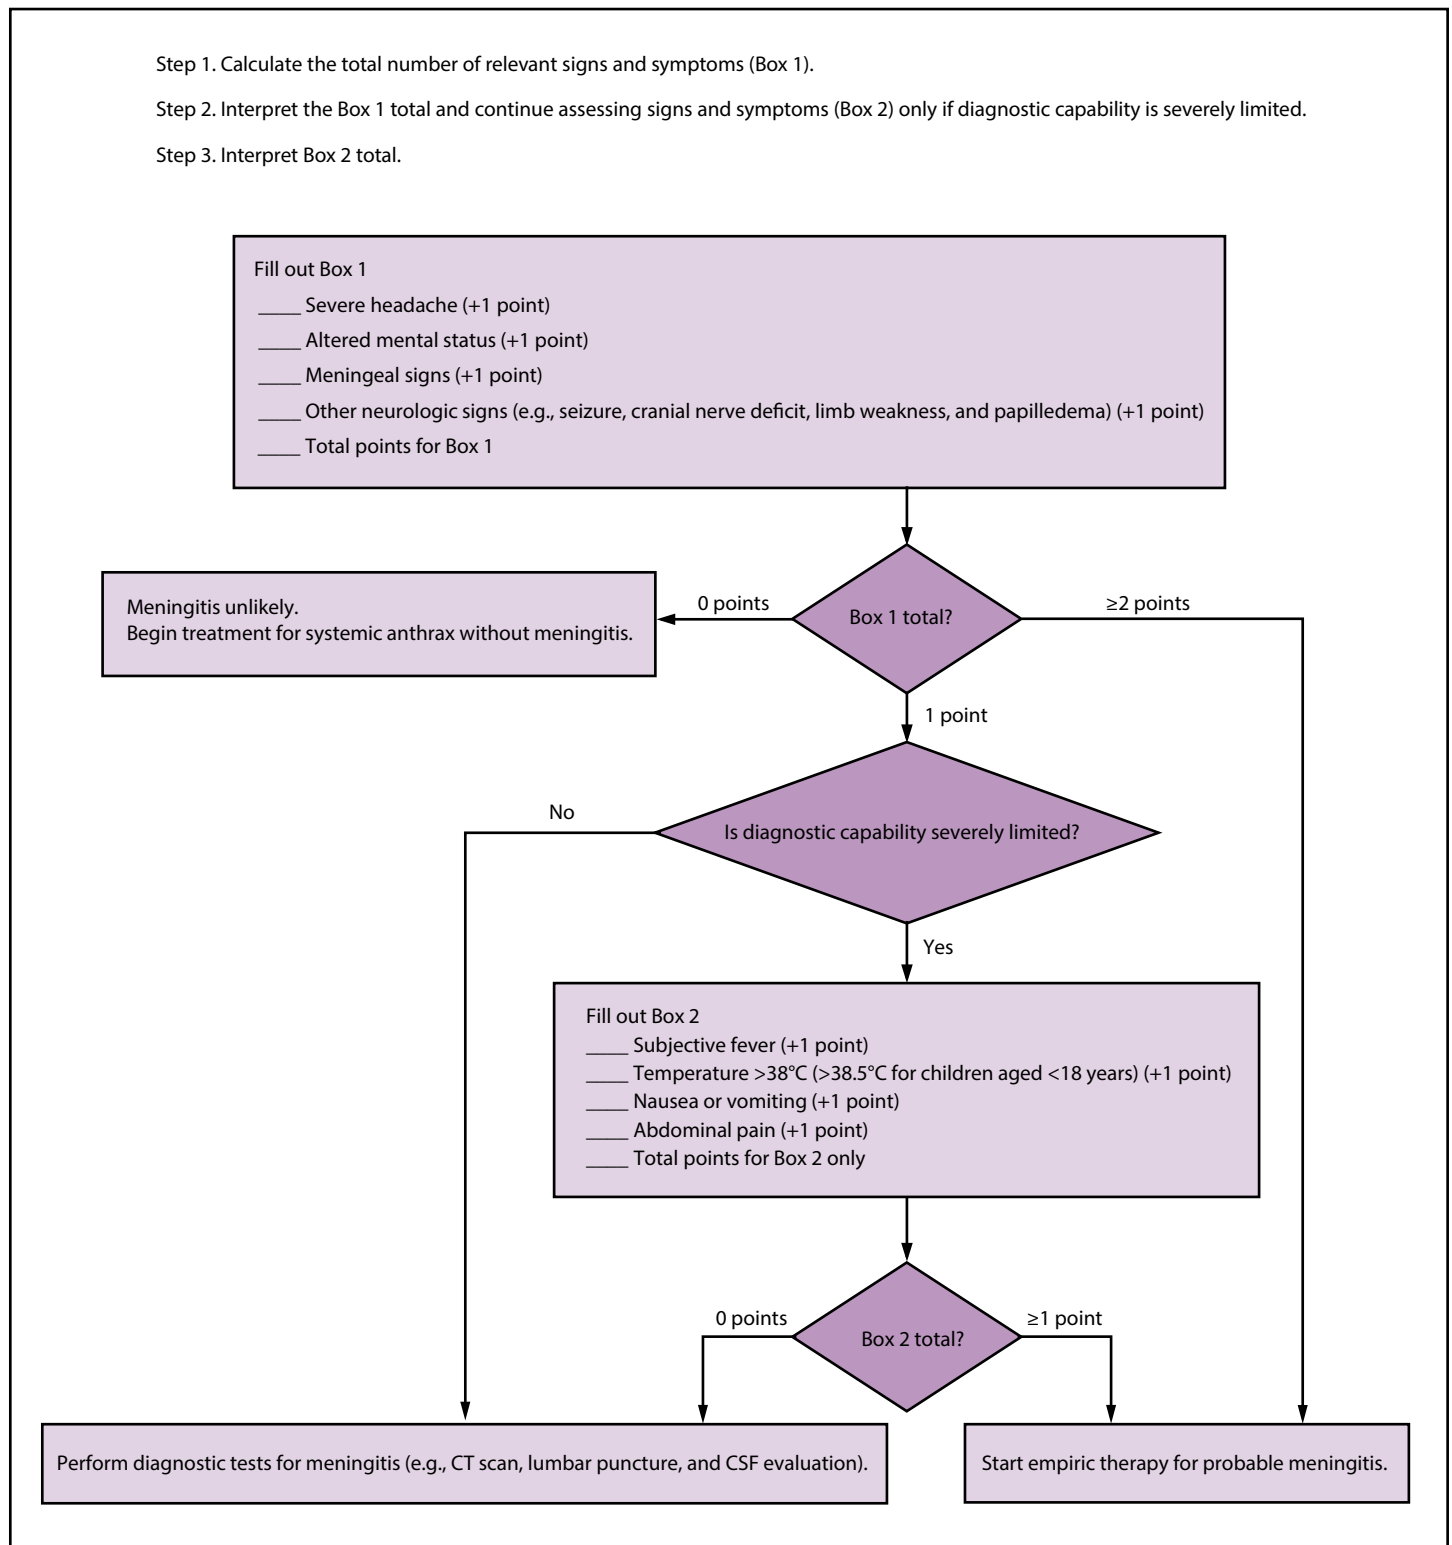 Step 1. Calculate the total number of relevant signs and symptoms (Box 1).
Step 2. Interpret the Box 1 total and continue assessing signs and symptoms (Box 2) only if diagnostic capability is severely limited.
Step 3. Interpret Box 2 total.
Fill out Box 1
____ Severe headache (+1 point)
____ Altered mental status (+1 point)
____ Meningeal signs (+1 point)
____ Other neurologic signs (e.g., seizure, cranial nerve deficit, limb weakness, and papilledema) (+1 point)
____ Total points for Box 1
Meningitis unlikely.
Begin treatment for systemic anthrax without meningitis.
0 points
Box 1 total?
≥2 points
1 point
No
Is diagnostic capability severely limited?
Yes
Fill out Box 2
____ Subjective fever (+1 point)
____ Temperature >38°C (>38.5°C for children aged <18 years) (+1 point)
____ Nausea or vomiting (+1 point)
____ Abdominal pain (+1 point)
____ Total points for Box 2 only
0 points
Box 2 total?
≥1 point
Perform diagnostic tests for meningitis (e.g., CT scan, lumbar puncture, and CSF evaluation).
Start empiric therapy for probable meningitis.